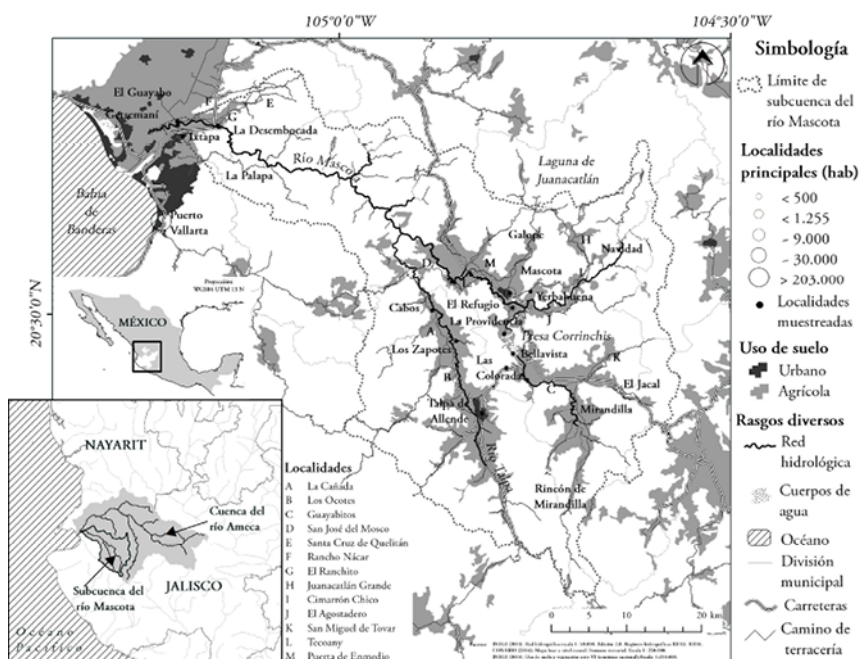 105°0'0"W
104°30'0"W
20°30'0"N
El Guayabo
F
E
G
La Desembocada
Ixtapa
Río Mascota
La Palapa
Bahía
de
Banderas
Puerto
Vallarta
Laguna de
Juanacatlán
Galope
H
Navidad
M
Mascota
D
Yerbabuena
El Refugio
J
Cabos
La Providencia
Presa Corrinchis
A
Bellavista
Los Zapotes
K
Las
Coloradas
B
El Jacal
C
Talpa de
Allende
Mirandilla
Río Talpa
Rincón de
Mirandilla
MÉXICO
NAYARIT
Cuenca del
río Ameca
Subcuenca del
río Mascota
JALISCO
Océano
Pacífico
Localidades
A La Cañada
B Los Ocotes
C Guayabitos
D San José del Mosco
E Santa Cruz de Quelitán
F Rancho Nácar
G El Ranchito
H Juanacatlán Grande
I Cimarrón Chico
J El Agostadero
K San Miguel de Tovar
L Tecoany
M Puerta de Enmedio
0 5 10 20 km
Simbología
Límite de
subcuenca del
río Mascota
Localidades
principales (hab)
< 500
< 1.255
~ 9.000
~ 30.000
> 203.000
Localidades
muestreadas
Uso de suelo
Urbano
Agrícola
Rasgos diversos
Red
hidrológica
Cuerpos de
agua
Océano
División
municipal
Carreteras
Camino de
terracería